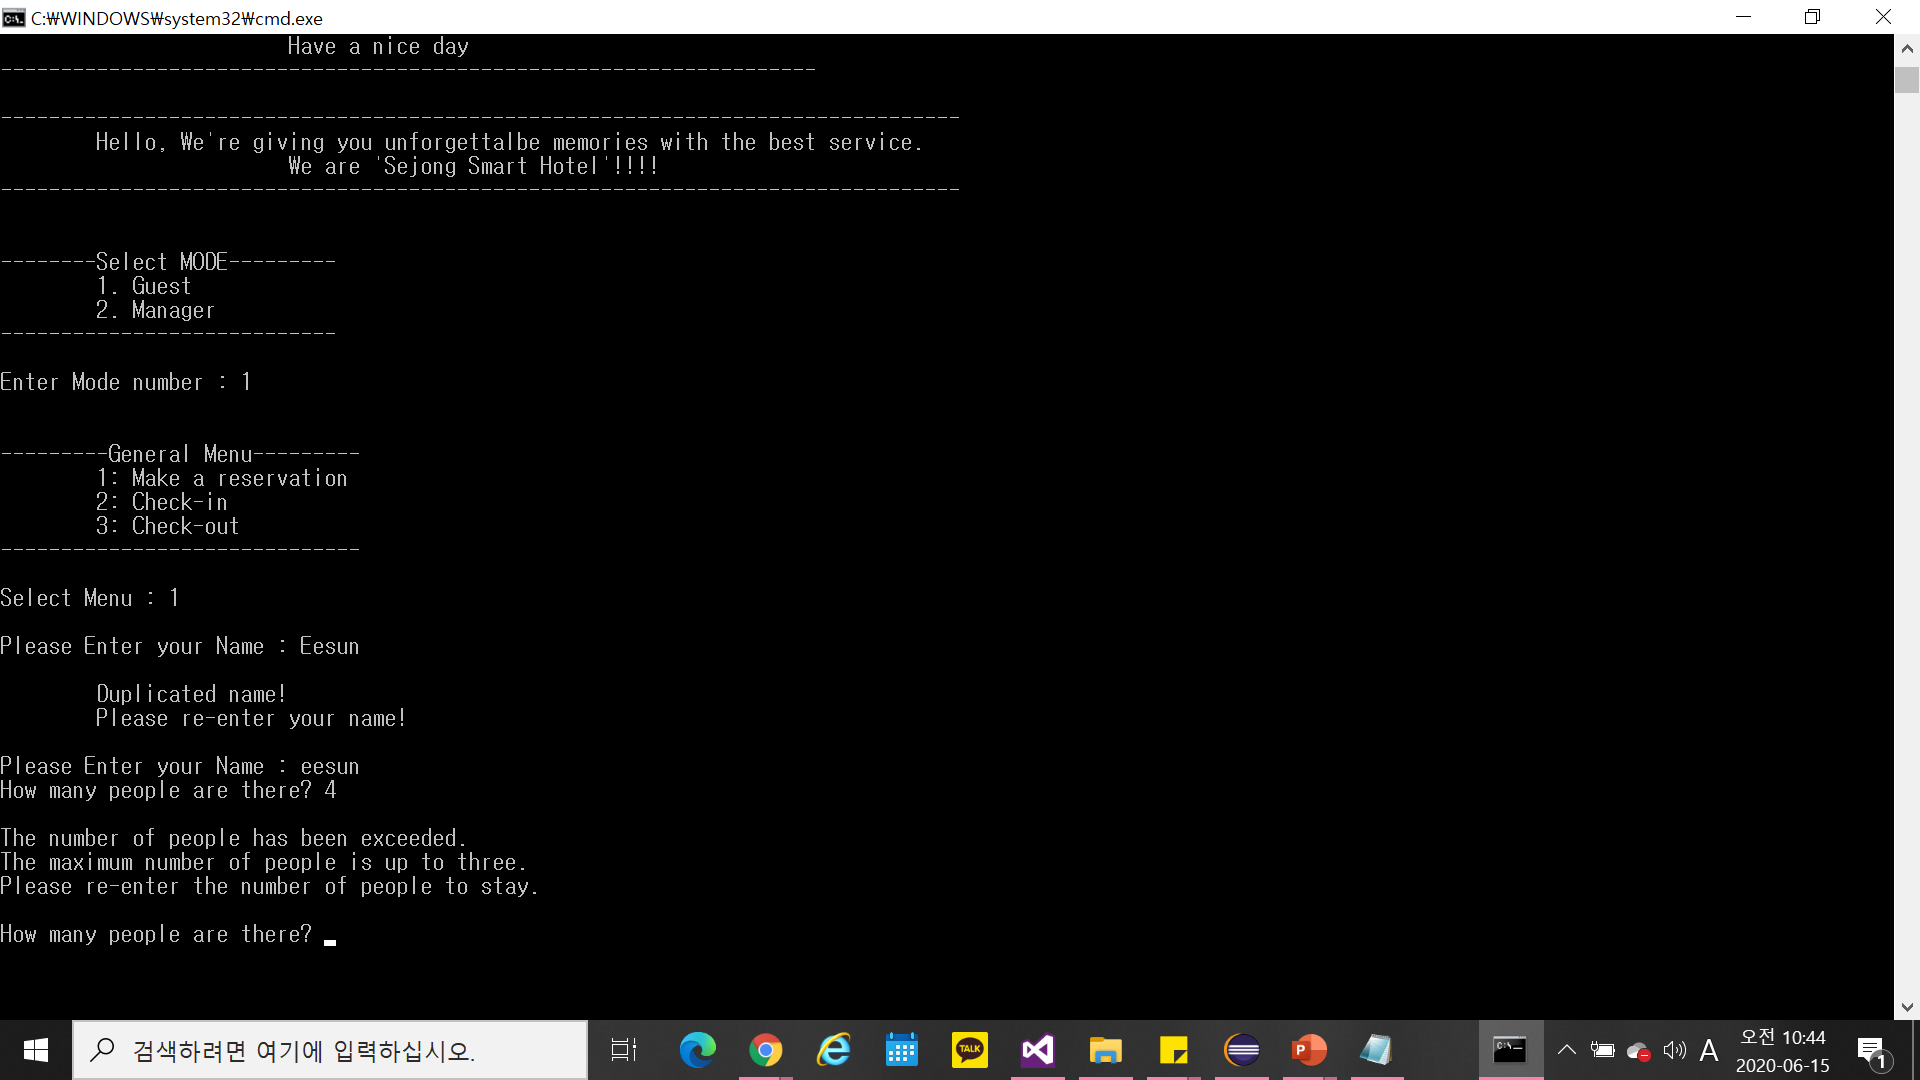 C:₩WINDOWS₩system32₩cmd.exe
Have a nice day
--------------------------------------------------------------------
--------------------------------------------------------------------------------
Hello, We're giving you unforgettalbe memories with the best service.
We are 'Sejong Smart Hotel'!!!!
--------------------------------------------------------------------------------
--------Select MODE---------
1. Guest
2. Manager
----------------------------
Enter Mode number : 1
---------General Menu---------
1: Make a reservation
2: Check-in
3: Check-out
------------------------------
Select Menu : 1
Please Enter your Name : Eesun
Duplicated name!
Please re-enter your name!
Please Enter your Name : eesun
How many people are there? 4
The number of people has been exceeded.
The maximum number of people is up to three.
Please re-enter the number of people to stay.
How many people are there?
검색하려면 여기에 입력하십시오.
TALK
A
오전 10:44
2020-06-15
1